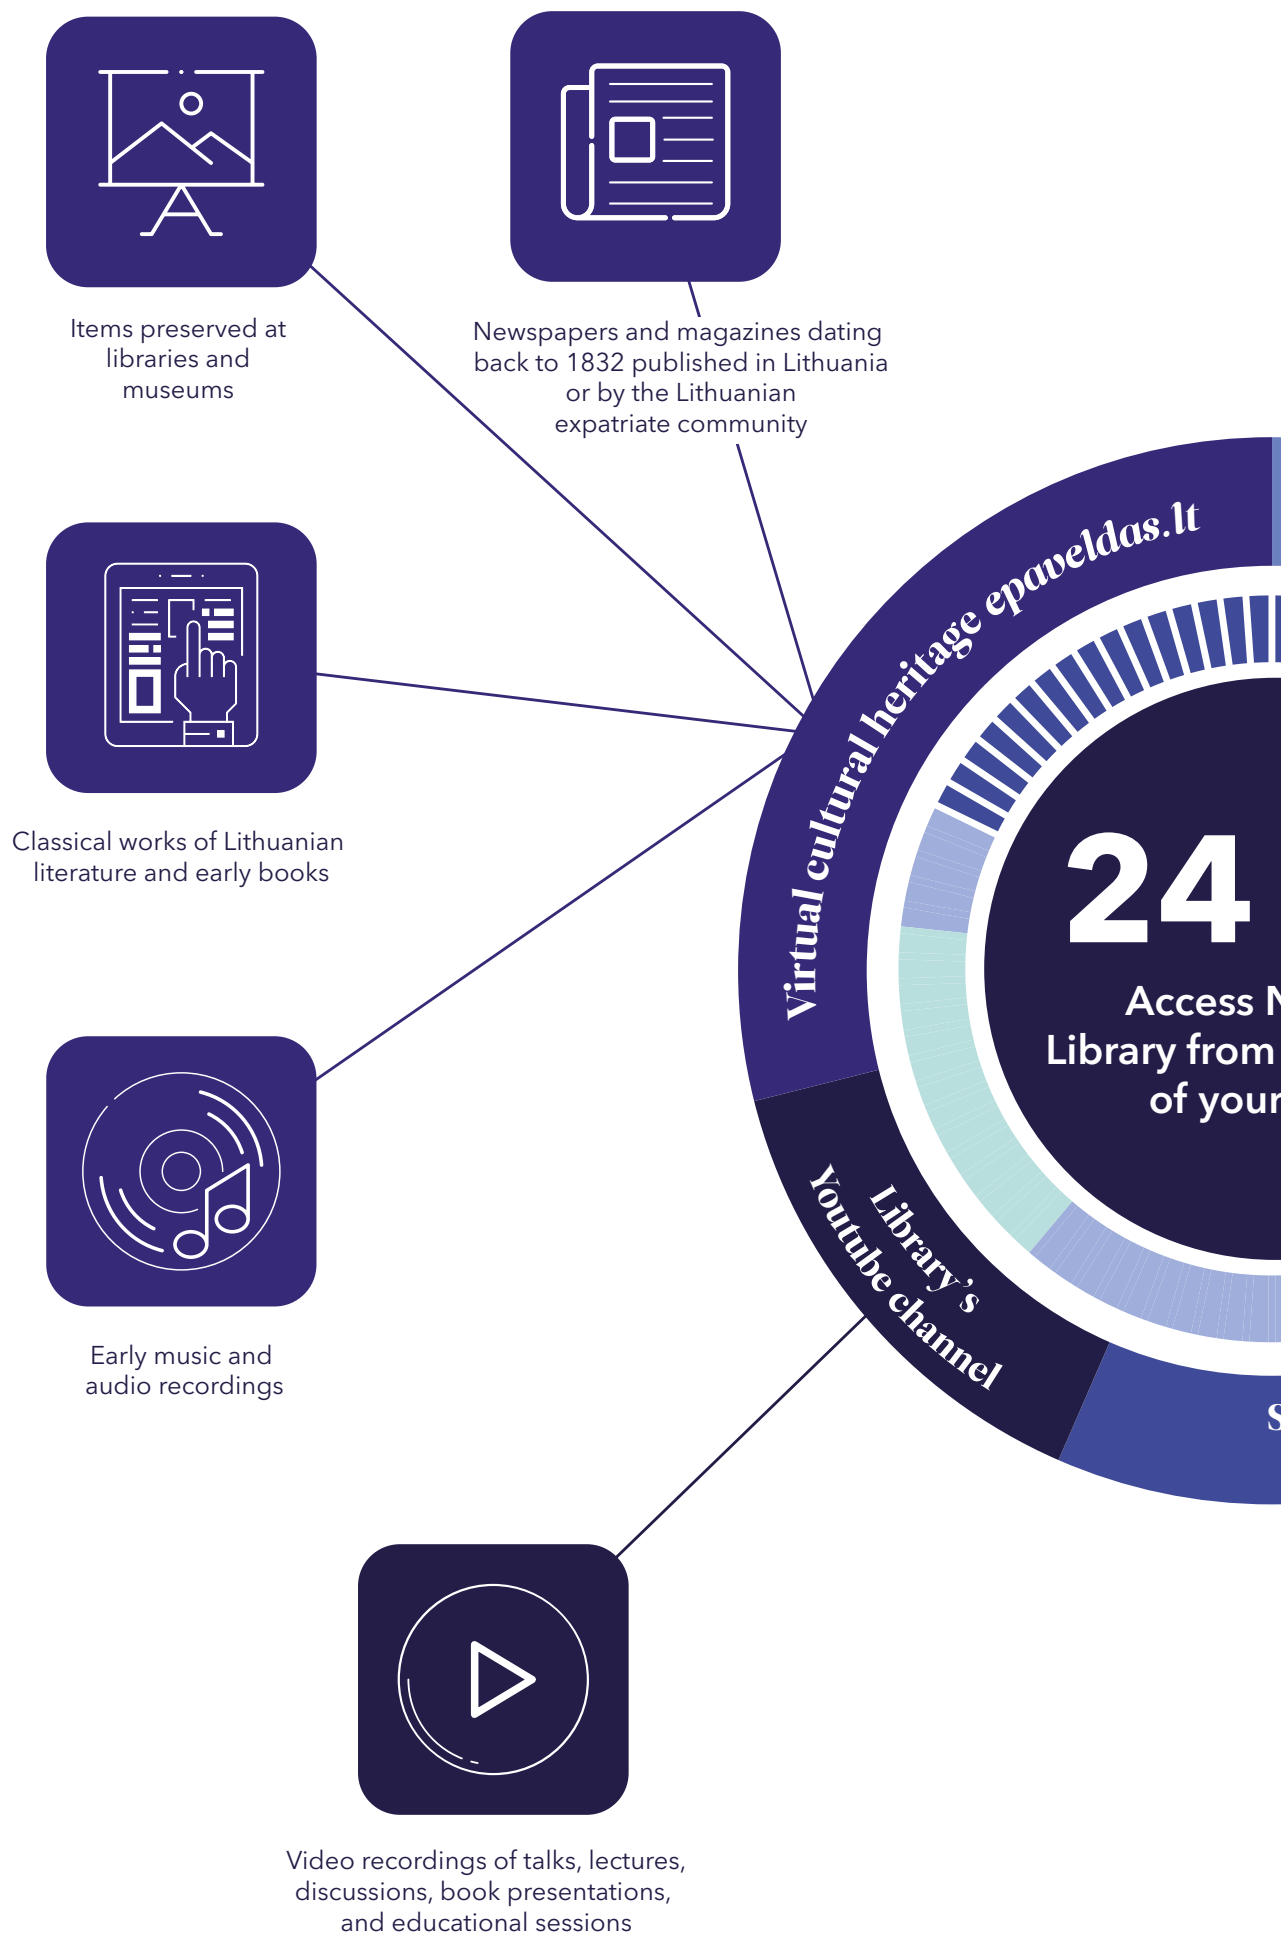 Items preserved at
libraries and
museums
Newspapers and magazines dating
back to 1832 published in Lithuania
or by the Lithuanian
expatriate community
Classical works of Lithuanian
literature and early books
Early music and
audio recordings
Video recordings of talks, lectures,
discussions, book presentations,
and educational sessions
Virtual cultural heritage epaveldas.lt
Library's
Youtube channel
24
Access
Library from
of your